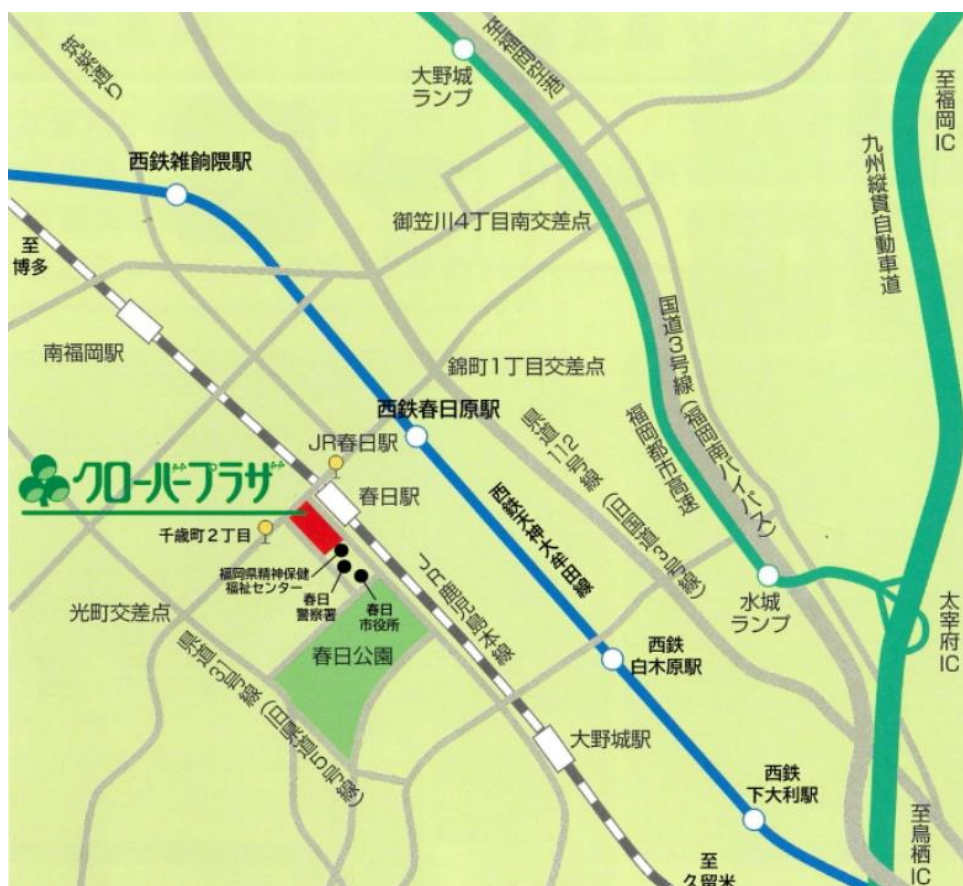 筑紫通り
大野城
ランプ
至福岡空港
至福岡IC
西鉄雑餉隈駅
九州縦貫自動車道
御笠川4丁目南交差点
至
博多
国道3号線(福岡南バイパス)
南福岡駅
錦町1丁目交差点
西鉄春日原駅
JR春日駅
県道112号線(旧国道3号線)
福岡都市高速
クローバープラザ
春日駅
西鉄天神大牟田線
千歳町2丁目
福岡県精神保健
福祉センター
JR鹿児島本線
春日
警察署
春日
市役所
光町交差点
水城
ランプ
太宰府IC
春日公園
県道31号線(旧県道5号線)
西鉄
白木原駅
大野城駅
西鉄
下大利駅
至鳥栖IC
至
久留米